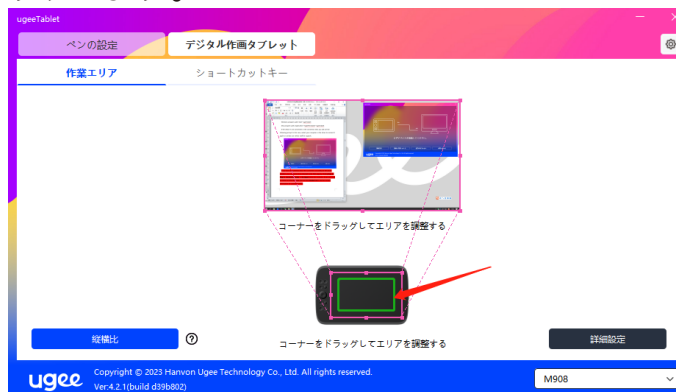 ugeeTablet
ペンの設定
デジタル作画タブレット
作業エリア
ショートカットキー
コーナーをドラッグしてエリアを調整する
コーナーをドラッグしてエリアを調整する
縦横比
?
詳細設定
ugee
Copyright © 2023 Hanvon Ugee Technology Co., Ltd. All rights reserved.
Ver:4.2.1(build d39b802)
M908